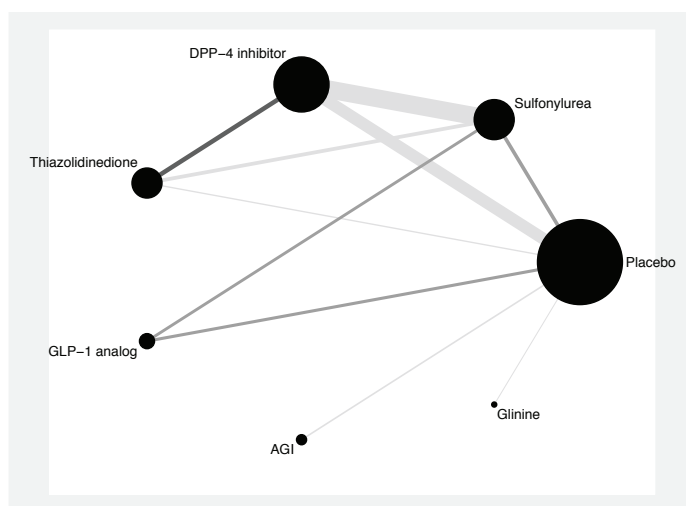 DPP−4 inhibitor
Sulfonylurea
Thiazolidinedione
Placebo
GLP−1 analog
Glinine
AGI